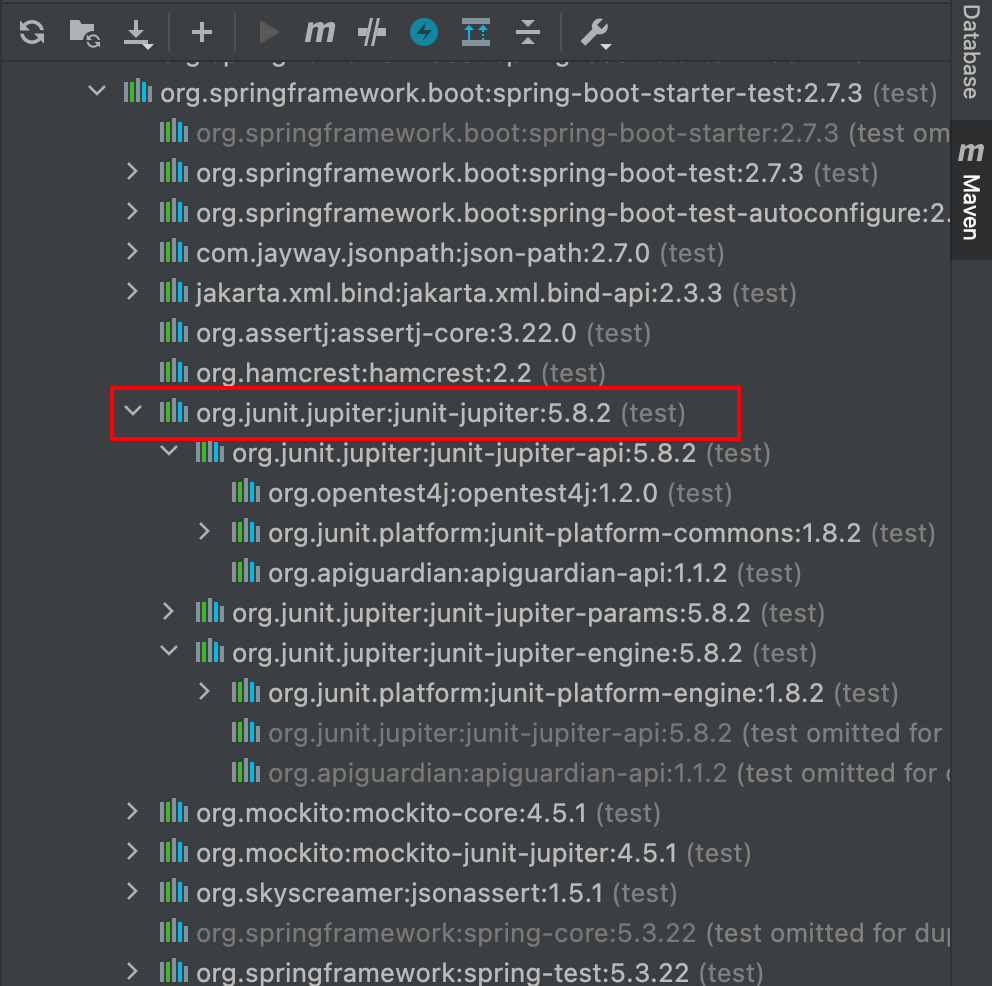 org.springframework.boot:spring-boot-starter-test:2.7.3 (test)
org.springframework.boot:spring-boot-starter:2.7.3 (test om
org.springframework.boot:spring-boot-test:2.7.3 (test)
org.springframework.boot:spring-boot-test-autoconfigure:2.
com.jayway.jsonpath:json-path:2.7.0 (test)
jakarta.xml.bind:jakarta.xml.bind-api:2.3.3 (test)
org.assertj:assertj-core:3.22.0 (test)
org.hamcrest:hamcrest:2.2 (test)
org.junit.jupiter:junit-jupiter:5.8.2 (test)
org.junit.jupiter:junit-jupiter-api:5.8.2 (test)
org.opentest4j:opentest4j:1.2.0 (test)
org.junit.platform:junit-platform-commons:1.8.2 (test)
org.apiguardian:apiguardian-api:1.1.2 (test)
org.junit.jupiter:junit-jupiter-params:5.8.2 (test)
org.junit.jupiter:junit-jupiter-engine:5.8.2 (test)
org.junit.platform:junit-platform-engine:1.8.2 (test)
org.junit.jupiter:junit-jupiter-api:5.8.2 (test omitted for
org.apiguardian:apiguardian-api:1.1.2 (test omitted for
org.mockito:mockito-core:4.5.1 (test)
org.mockito:mockito-junit-jupiter:4.5.1 (test)
org.skyscreamer:jsonassert:1.5.1 (test)
org.springframework:spring-core:5.3.22 (test omitted for dup
org.springframework:spring-test:5.3.22 (test)
Database
m
Maven
m